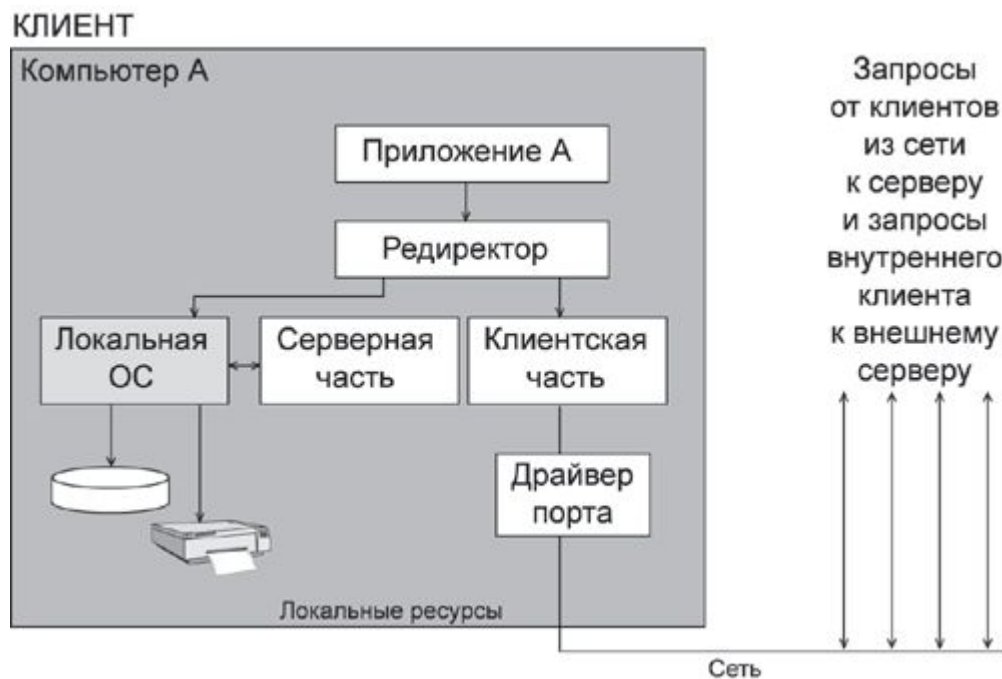 КЛИЕНТ
Компьютер А
Приложение А
Редиректор
Локальная
ОС
Серверная
часть
Клиентская
часть
Драйвер
порта
Локальные ресурсы
Сеть
Запросы
от клиентов
из сети
к серверу
и запросы
внутреннего
клиента
к внешнему
серверу